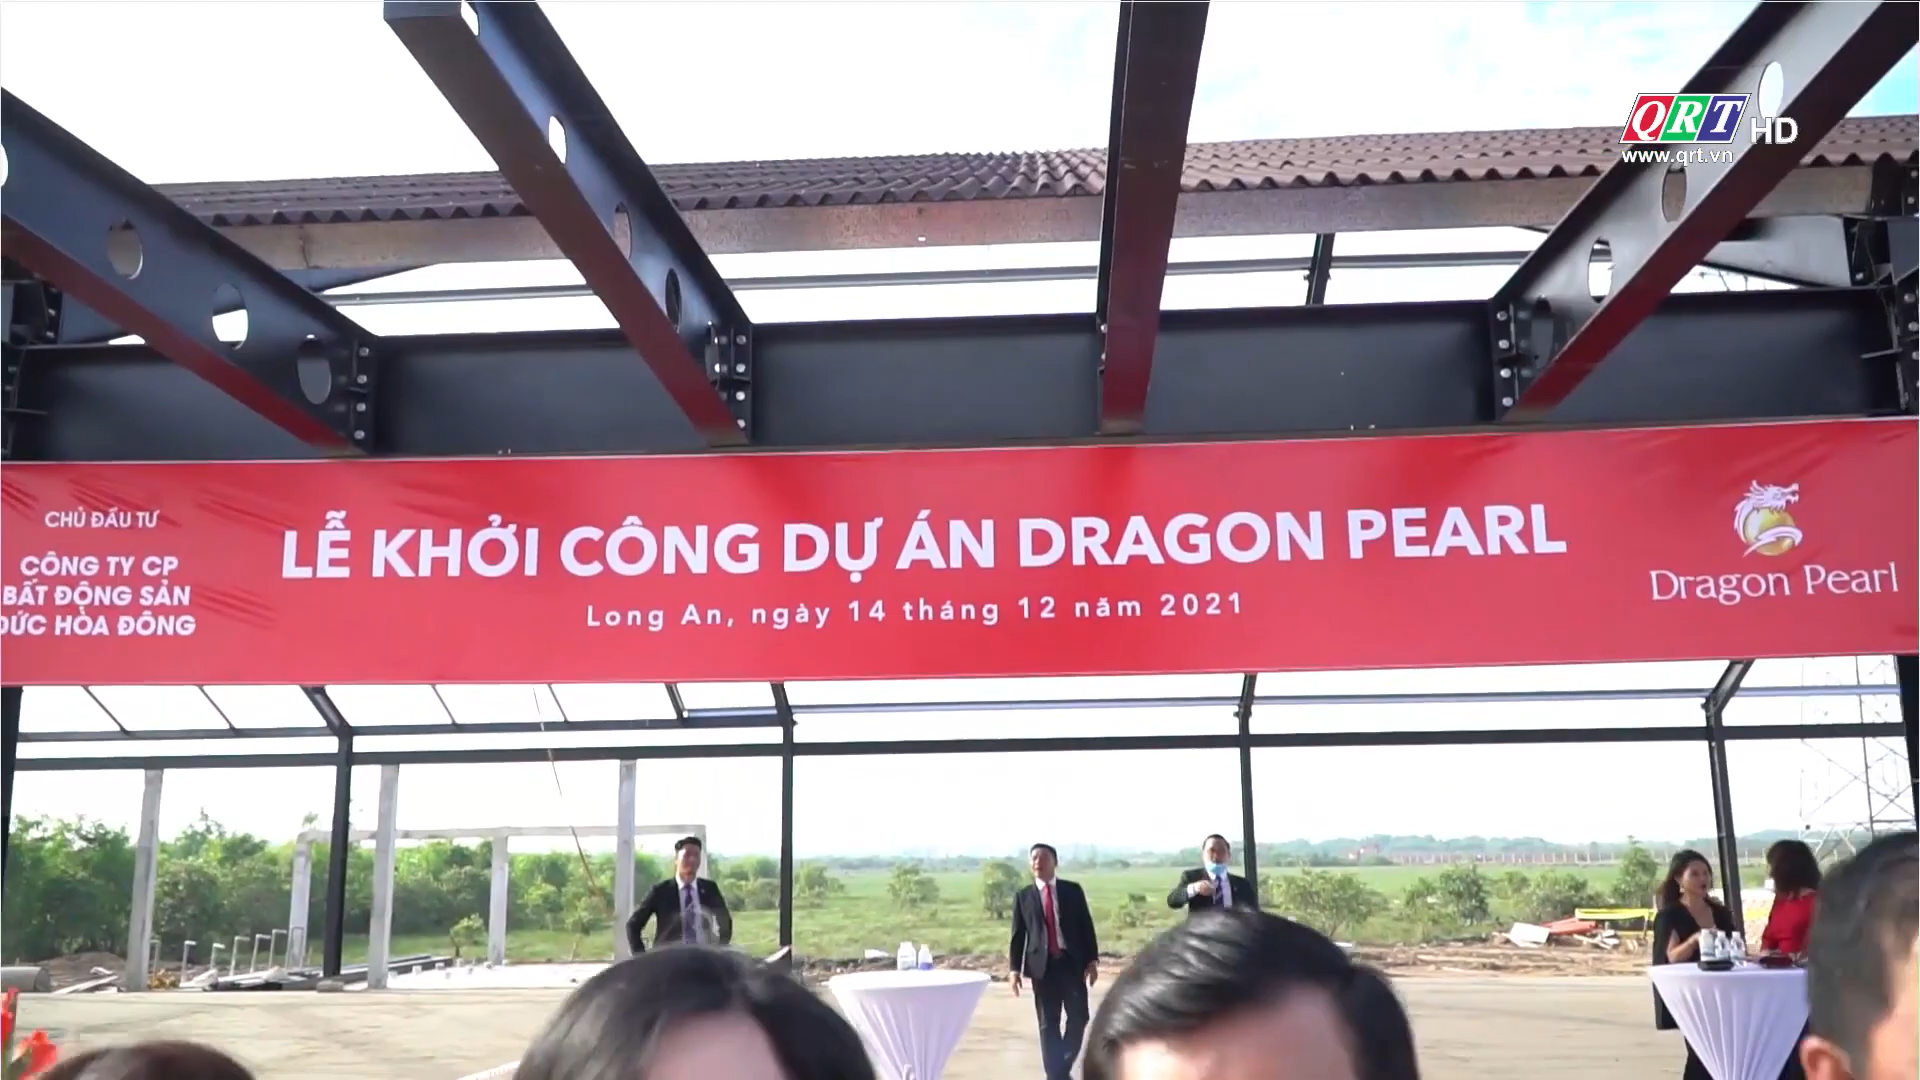 QRT HD
www.qrt.vn
CHỦ ĐẦU TƯ
CÔNG TY CP
BẤT ĐỘNG SẢN
ĐỨC HÒA ĐÔNG
LỄ KHỞI CÔNG DỰ ÁN DRAGON PEARL
Long An, ngày 14 tháng 12 năm 2021
Dragon Pearl